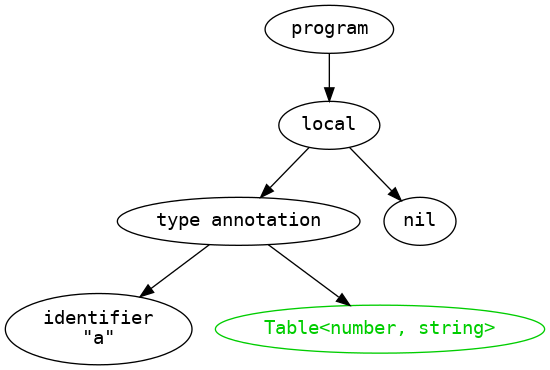 program
local
type annotation
nil
identifier
"a"
Table<number, string>